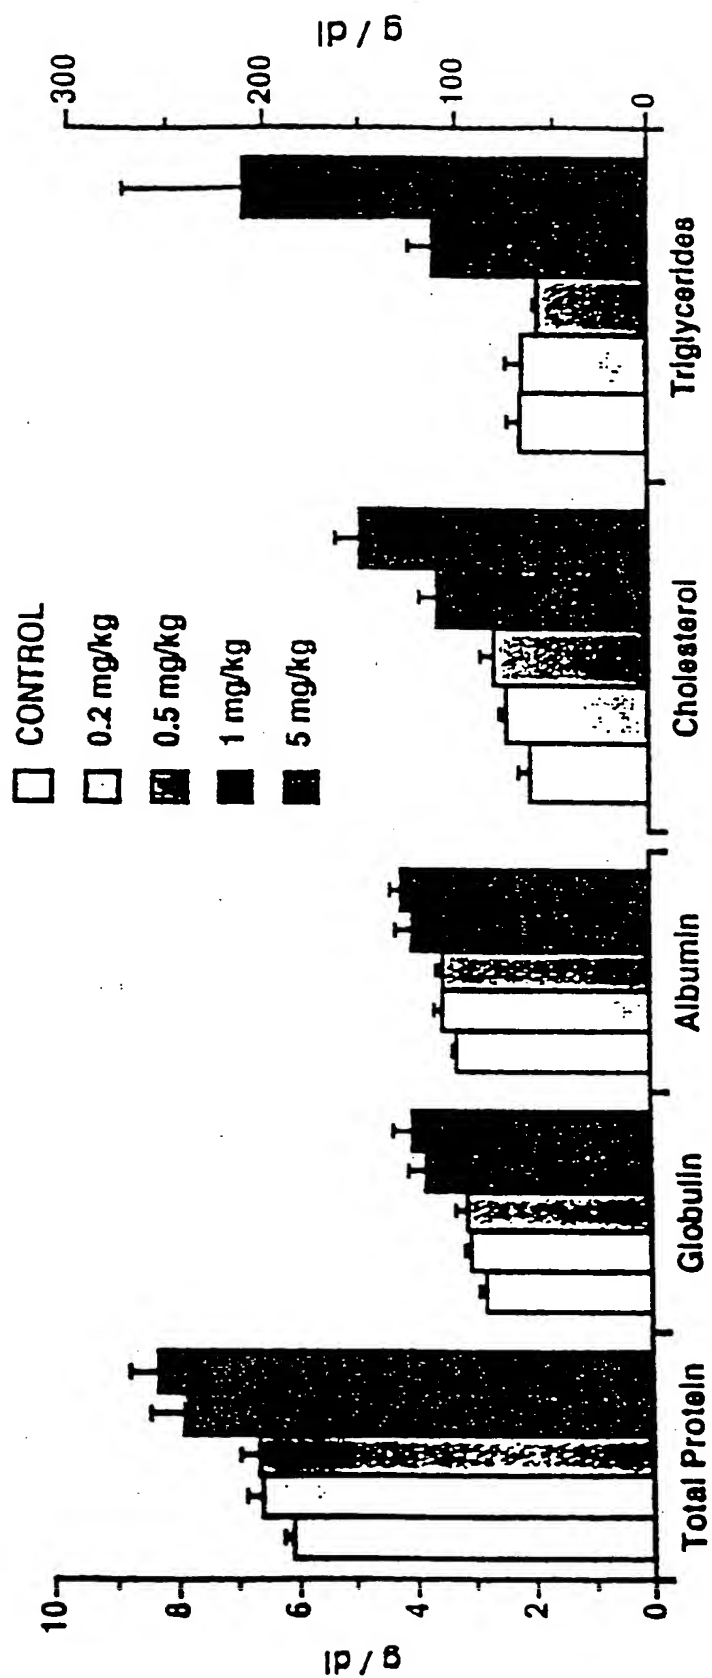 CONTROL
0.2 mg/kg
0.5 mg/kg
1 mg/kg
5 mg/kg
10
8
6
4
2
0
g / dl
300
200
100
0
g / dl
Total Protein
Globulin
Albumin
Cholesterol
Triglycerides